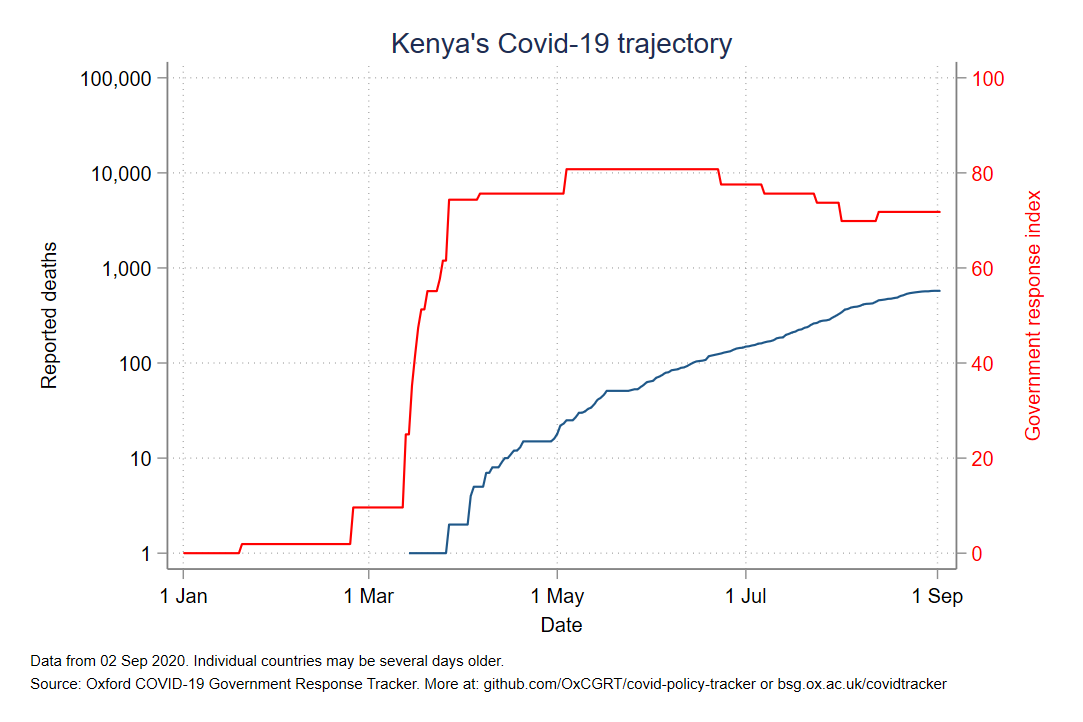 Kenya's Covid-19 trajectory
100,000
10,000
1,000
100
10
1
Reported deaths
100
80
60
40
20
0
Government response index
1 Jan
1 Mar
1 May
1 Jul
1 Sep
Date
Data from 02 Sep 2020. Individual countries may be several days older.
Source: Oxford COVID-19 Government Response Tracker. More at: github.com/OxCGRT/covid-policy-tracker or bsg.ox.ac.uk/covidtracker